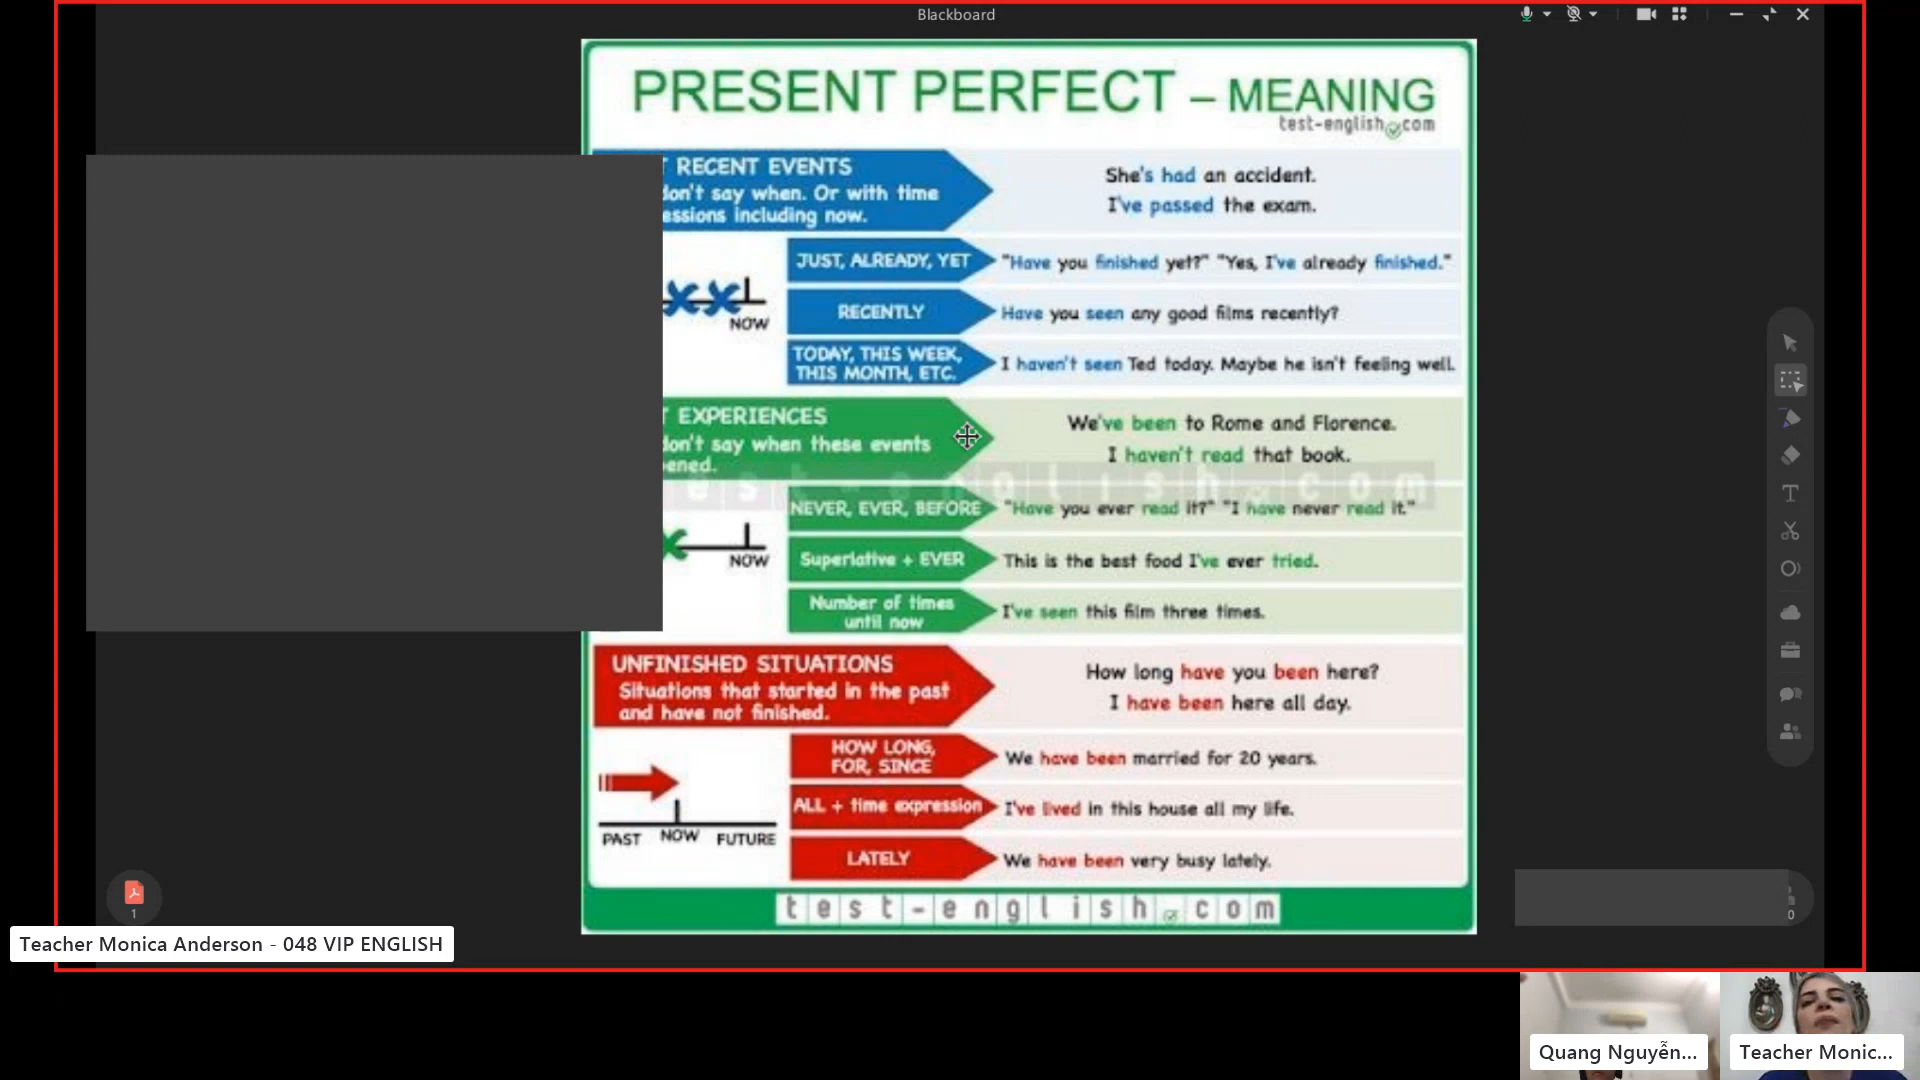 Blackboard
PRESENT PERFECT – MEANING
test-english.com
RECENT EVENTS
don't say when. Or with time
essions including now.
She's had an accident.
I've passed the exam.
JUST, ALREADY, YET
"Have you finished yet?" "Yes, I've already finished."
NOW
RECENTLY
Have you seen any good films recently?
TODAY, THIS WEEK,
THIS MONTH, ETC.
I haven't seen Ted today. Maybe he isn't feeling well.
EXPERIENCES
don't say when these events
ened.
We've been to Rome and Florence.
I haven't read that book.
est-english.com
NEVER, EVER, BEFORE
"Have you ever read it?" "I have never read it."
NOW
Superlative + EVER
This is the best food I've ever tried.
Number of times
until now
I've seen this film three times.
UNFINISHED SITUATIONS
Situations that started in the past
and have not finished.
How long have you been here?
I have been here all day.
HOW LONG,
FOR, SINCE
We have been married for 20 years.
PAST NOW FUTURE
ALL + time expression
I've lived in this house all my life.
LATELY
We have been very busy lately.
test-english.com
1
0
Teacher Monica Anderson - 048 VIP ENGLISH
Quang Nguyễn...
Teacher Monic...